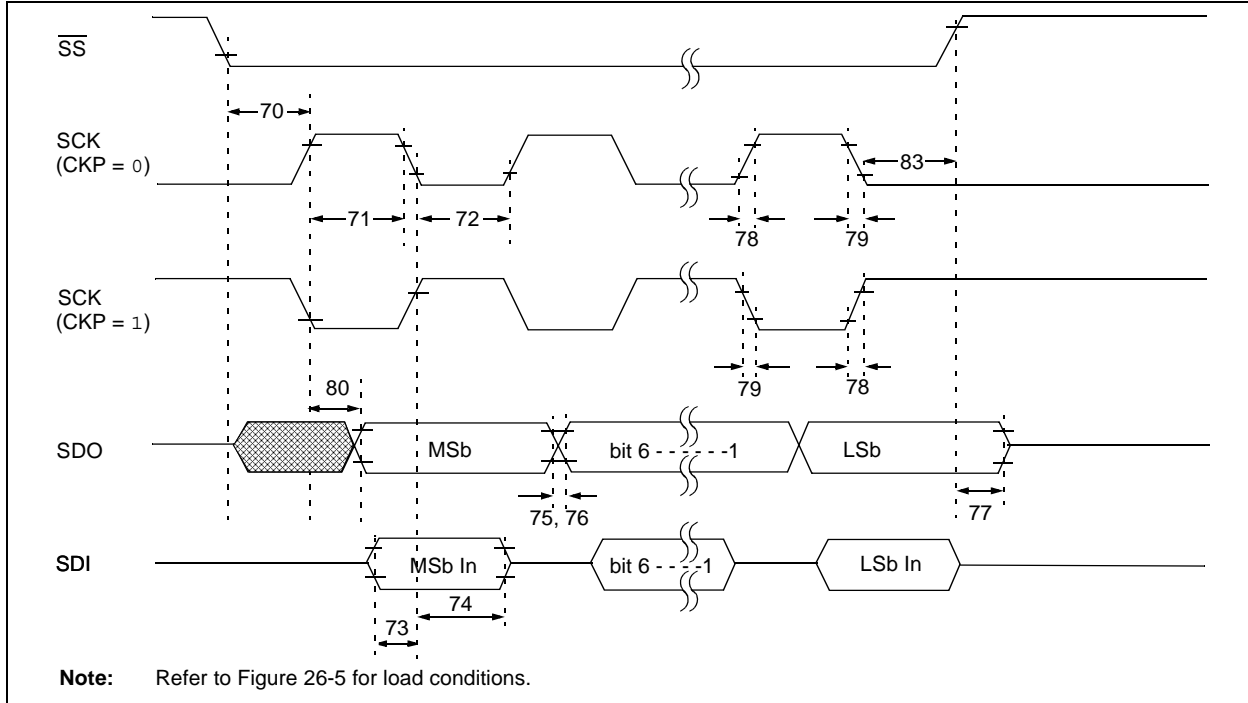 SS
70
SCK
(CKP = 0)
83
71
72
78
79
SCK
(CKP = 1)
79
78
80
SDO
MSb
bit 6 - - - - - -1
LSb
75, 76
77
SDI
MSb In
bit 6 - - - -1
LSb In
74
73
Note: Refer to Figure 26-5 for load conditions.